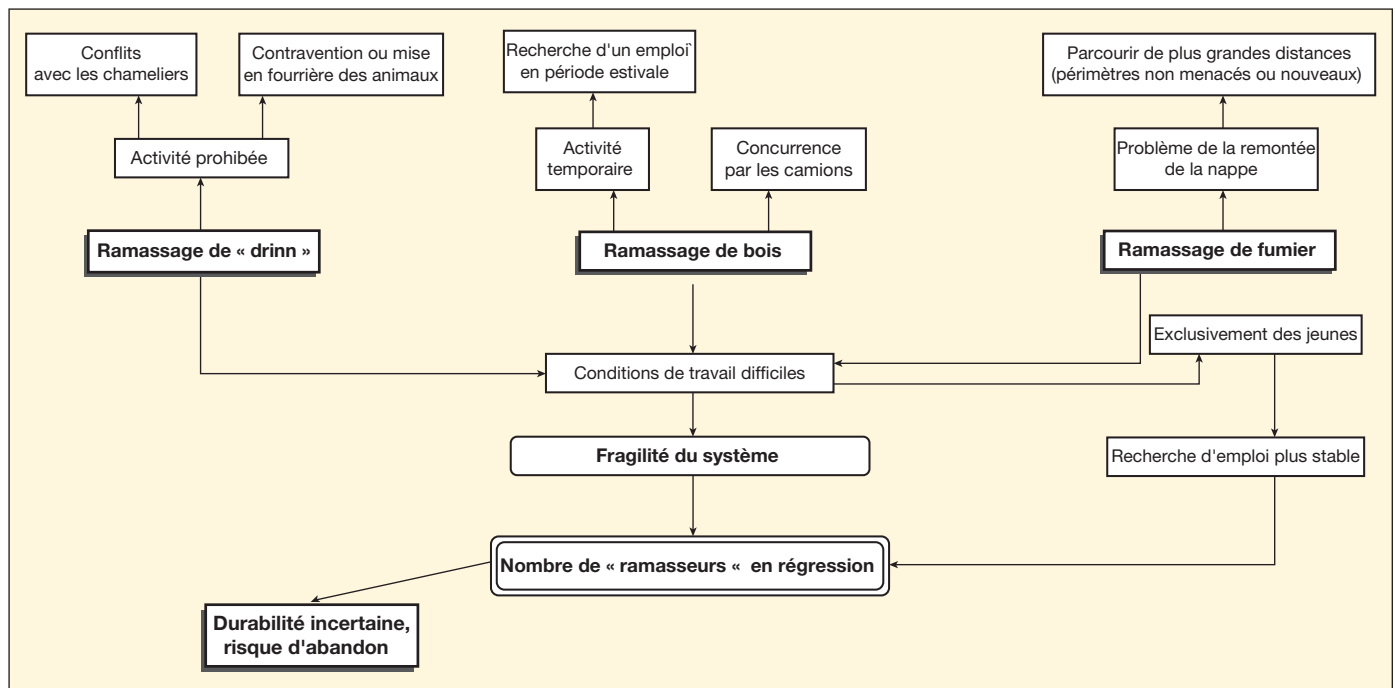 Conflits
avec les chameliers
Contravention ou mise
en fourrière des animaux
Recherche d'un emploi`
en période estivale
Parcourir de plus grandes distances
(périmètres non menacés ou nouveaux)
Activité prohibée
Activité
temporaire
Concurrence
par les camions
Problème de la remontée
de la nappe
Ramassage de « drinn »
Ramassage de bois
Ramassage de fumier
Exclusivement des jeunes
Conditions de travail difficiles
Fragilité du système
Recherche d'emploi plus stable
Nombre de « ramasseurs « en régression
Durabilité incertaine,
risque d'abandon